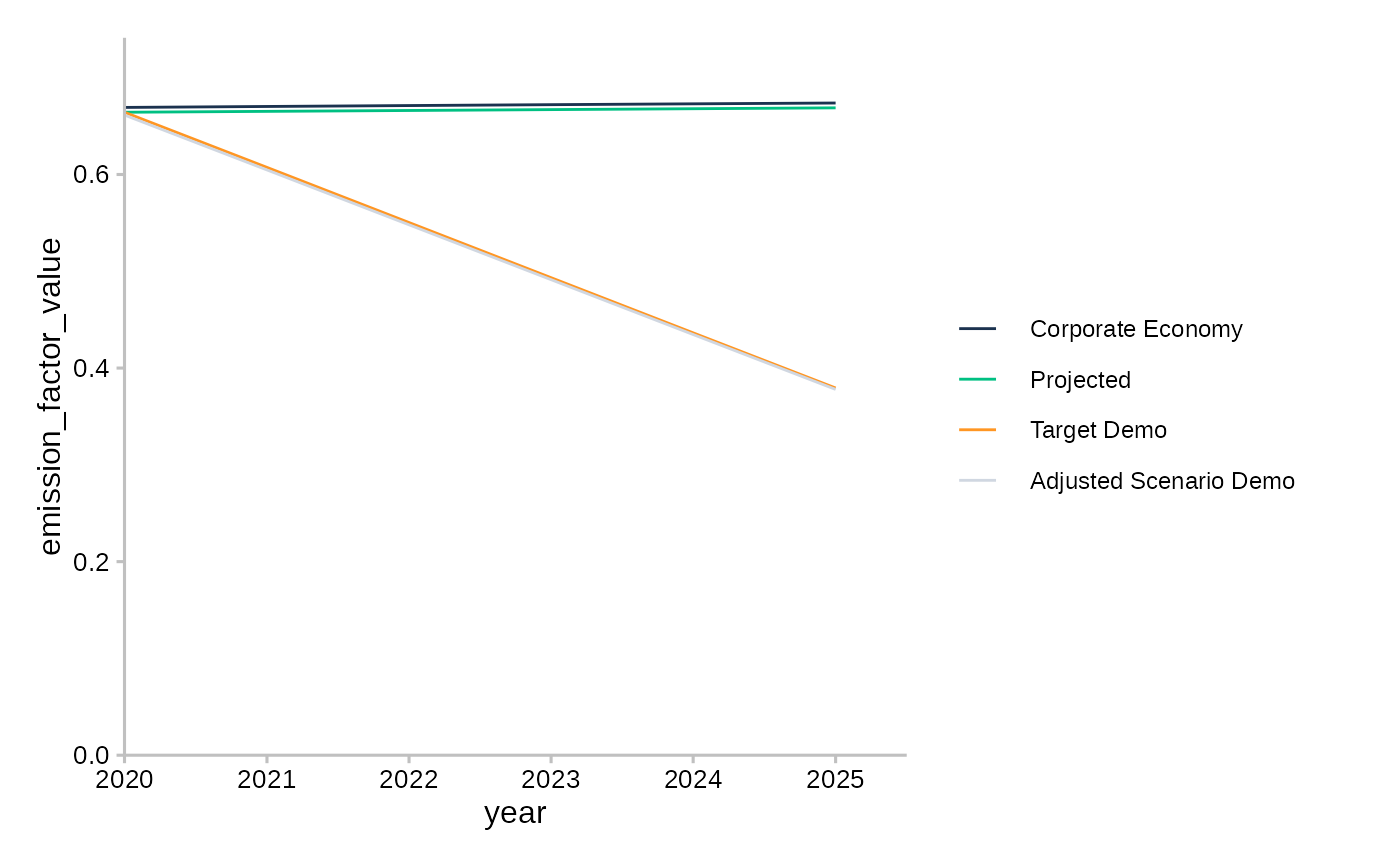 emission_factor_value
0.6
0.4
0.2
0.0
2020 2021 2022 2023 2024 2025
year
Corporate Economy
Projected
Target Demo
Adjusted Scenario Demo